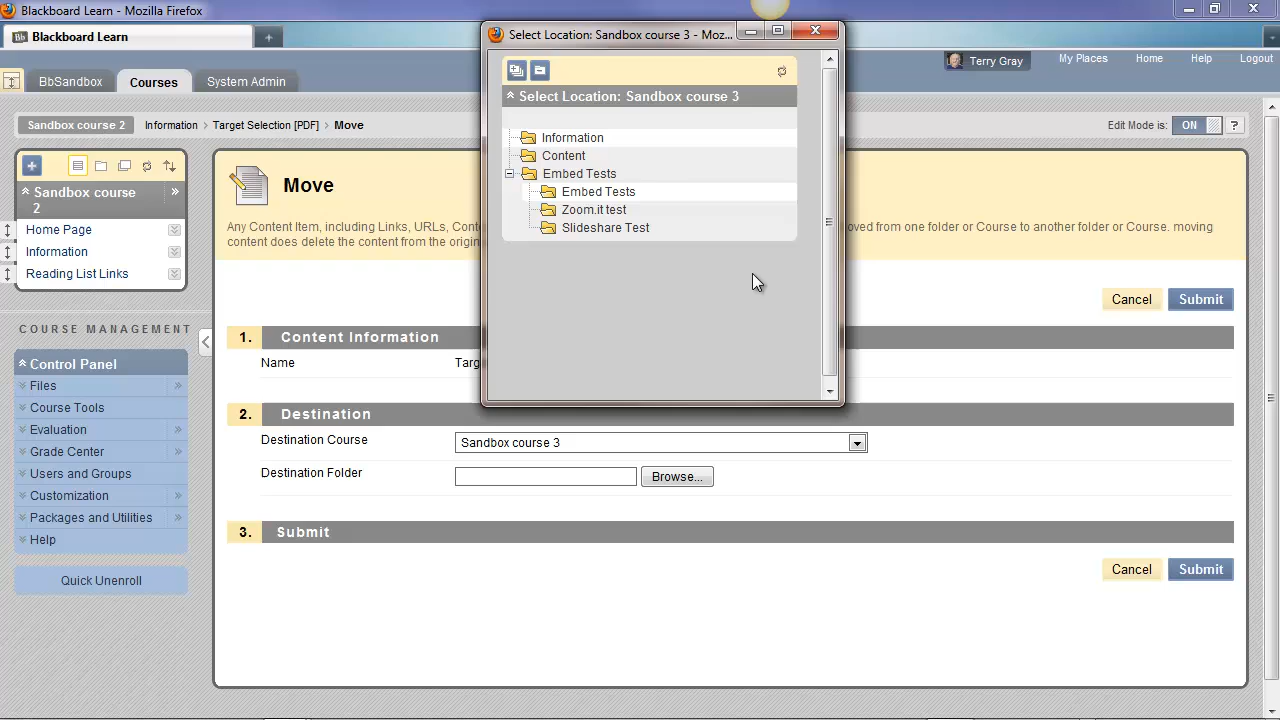 Blackboard Learn - Mozilla Firefox
Bb Blackboard Learn
Terry Gray
My Places
Home
Help
Logout
BbSandbox
Courses
System Admin
Sandbox course 2
Information > Target Selection [PDF] > Move
Edit Mode is: ON ?
Sandbox course
2
Home Page
Information
Reading List Links
COURSE MANAGEMENT
Control Panel
Files
Course Tools
Evaluation
Grade Center
Users and Groups
Customization
Packages and Utilities
Help
Quick Unenroll
Select Location: Sandbox course 3 - Moz...
Select Location: Sandbox course 3
Information
Content
Embed Tests
Embed Tests
Zoom.it test
Slideshare Test
Move
Any Content Item, including Links, URLs, Cont
oved from one folder or Course to another folder or Course. moving
content does delete the content from the origin
Cancel Submit
1. Content Information
Name Targ
2. Destination
Destination Course Sandbox course 3
Destination Folder Browse...
3. Submit
Cancel Submit